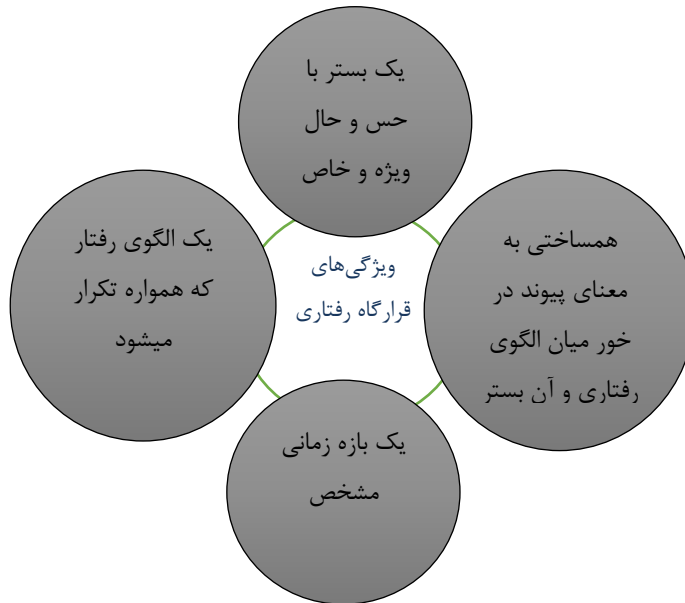 یک بستر با
حس و حال
ویژه و خاص
همساختی به
معنای پیوند در
خور میان الگوی
رفتاری و آن بستر
ویژگی‌های
قرارگاه رفتاری
یک الگوی رفتار
که همواره تکرار
میشود
یک بازه زمانی
مشخص